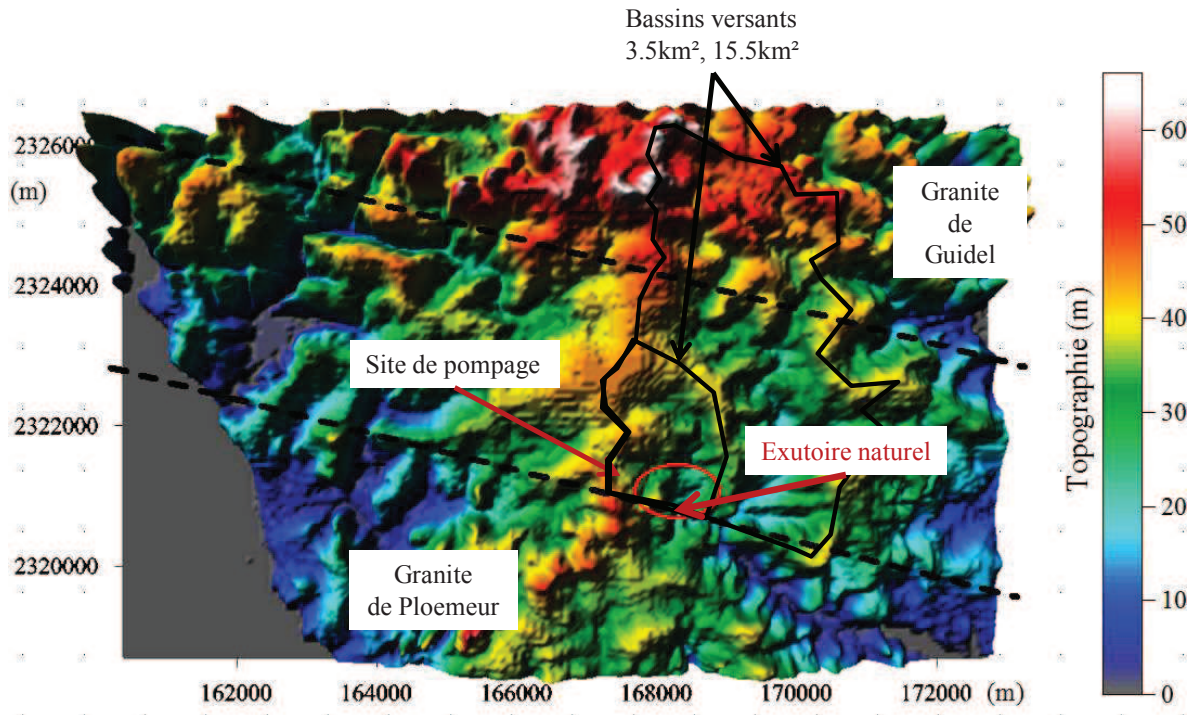 Bassins versants
3.5km², 15.5km²
2326000
(m)
2324000
2322000
2320000
Granite
de
Guidel
Site de pompage
Exutoire naturel
Granite
de Ploemeur
162000
164000
166000
168000
170000
172000
(m)
Topographie (m)
60
50
40
30
20
10
0